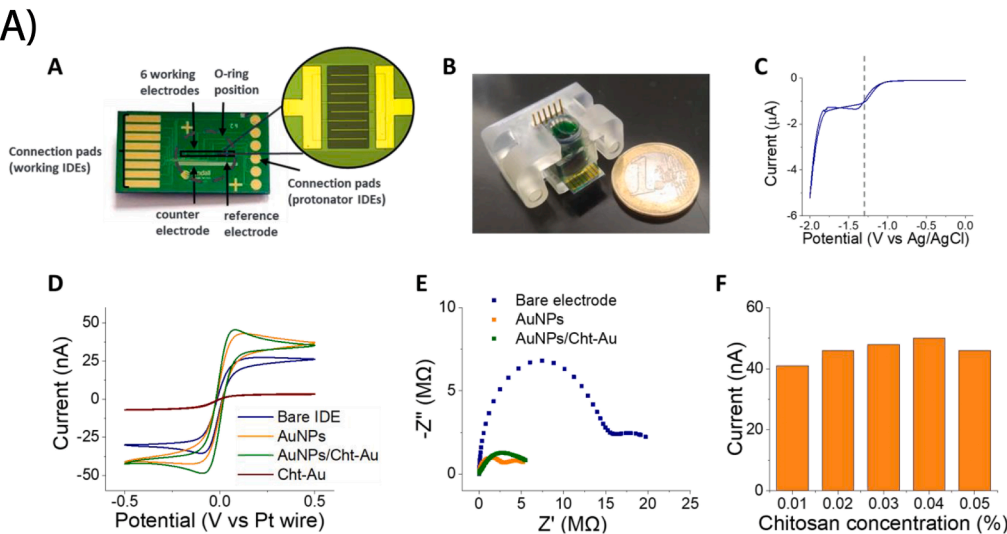 A)
A
6 working
electrodes
O-ring
position
Connection pads
(working IDEs)
Connection pads
(protonator IDEs)
counter
electrode
reference
electrode
B
C
0
-2
-4
-6
Current (μA)
-2.0 -1.5 -1.0 -0.5 0.0
Potential (V vs Ag/AgCl)
D
50
25
0
-25
-50
Current (nA)
Bare IDE
AuNPs
AuNPs/Cht-Au
Cht-Au
-0.5 0.0 0.5
Potential (V vs Pt wire)
E
Bare electrode
AuNPs
AuNPs/Cht-Au
10
5
0
-Z'' (MΩ)
0 5 10 15 20 25
Z' (MΩ)
F
60
40
20
0
Current (nA)
0.01 0.02 0.03 0.04 0.05
Chitosan concentration (%)